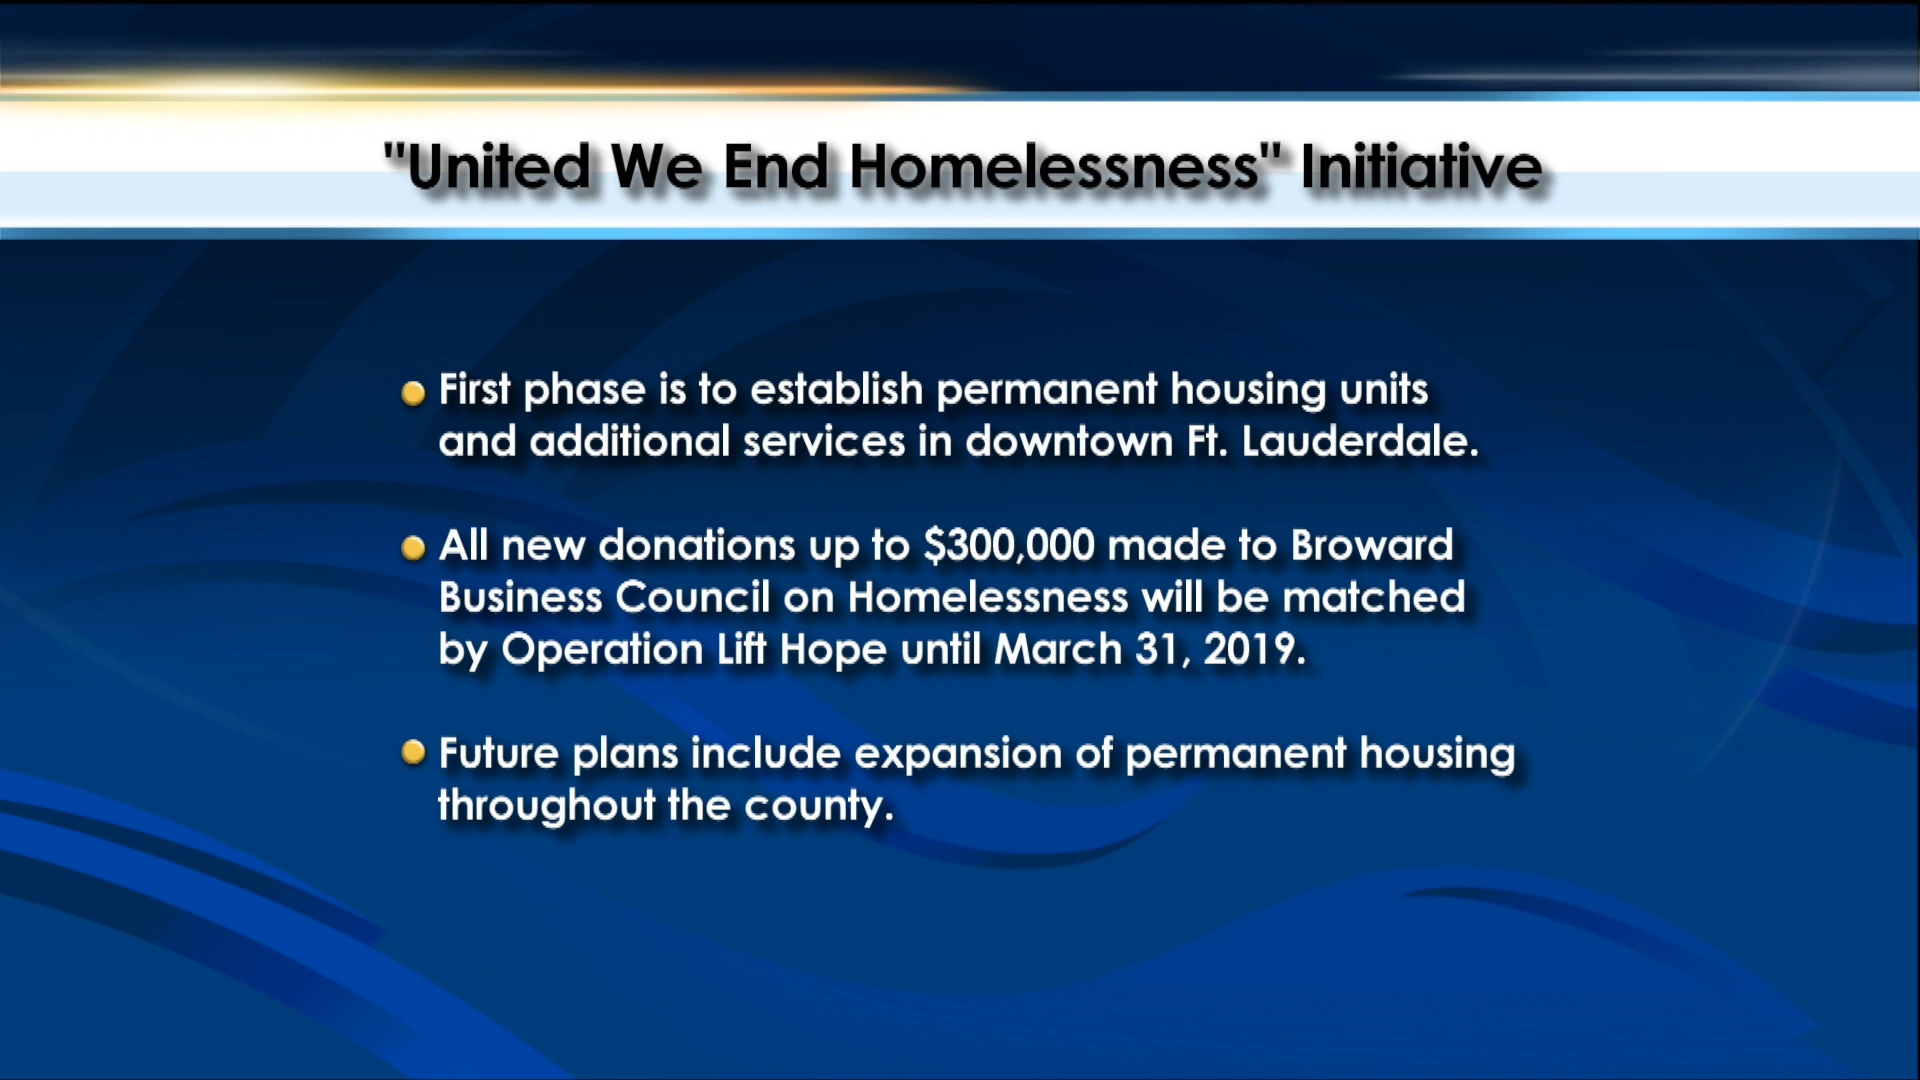 "United We End Homelessness" Initiative
First phase is to establish permanent housing units
and additional services in downtown Ft. Lauderdale.
All new donations up to $300,000 made to Broward
Business Council on Homelessness will be matched
by Operation Lift Hope until March 31, 2019.
Future plans include expansion of permanent housing
throughout the county.